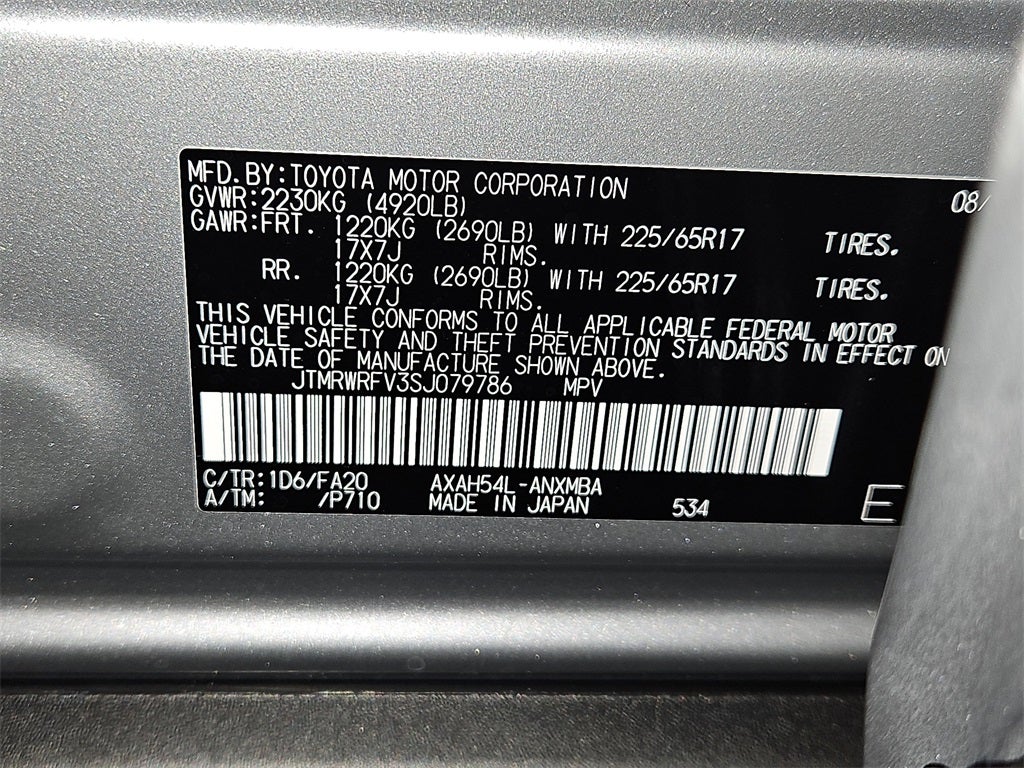 MFD.BY:TOYOTA MOTOR CORPORATION 08/
GVWR:2230KG (4920LB)
GAWR:FRT. 1220KG (2690LB) WITH 225/65R17 TIRES.
17X7J RIMS.
RR. 1220KG (2690LB) WITH 225/65R17 TIRES.
17X7J RIMS.
THIS VEHICLE CONFORMS TO ALL APPLICABLE FEDERAL MOTOR
VEHICLE SAFETY AND THEFT PREVENTION STANDARDS IN EFFECT ON
THE DATE OF MANUFACTURE SHOWN ABOVE.
JTMRWRFV3SJ079786 MPV
C/TR:1D6/FA20 AXAH54L-ANXMBA
A/TM: /P710 MADE IN JAPAN 534 E